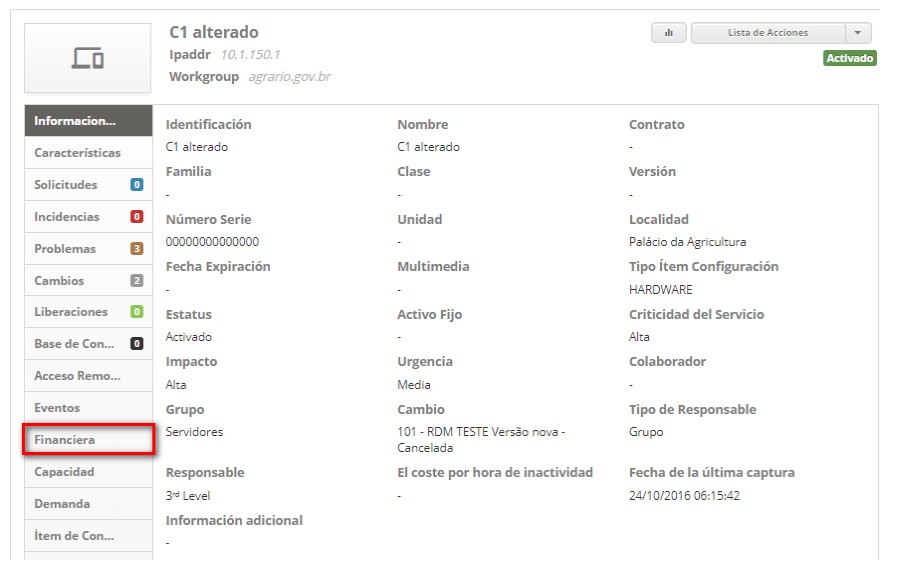 C1 alterado
Ipaddr 10.1.150.1
Workgroup agrario.gov.br
Lista de Acciones
Activado
Informacion...
Características
Solicitudes 0
Incidencias 0
Problemas 3
Cambios 2
Liberaciones 0
Base de Con... 0
Acceso Remo...
Eventos
Financiera
Capacidad
Demanda
Ítem de Con...
Identificación Nombre Contrato
C1 alterado C1 alterado -
Familia Clase Versión
- - -
Número Serie Unidad Localidad
00000000000000 - Palácio da Agricultura
Fecha Expiración Multimedia Tipo Ítem Configuración
- - HARDWARE
Estatus Activo Fijo Criticidad del Servicio
Activado - Alta
Impacto Urgencia Colaborador
Alta Media -
Grupo Cambio Tipo de Responsable
Servidores 101 - RDM TESTE Versão nova - Grupo
Cancelada
Responsable El coste por hora de inactividad Fecha de la última captura
3rd Level - 24/10/2016 06:15:42
Información adicional
-